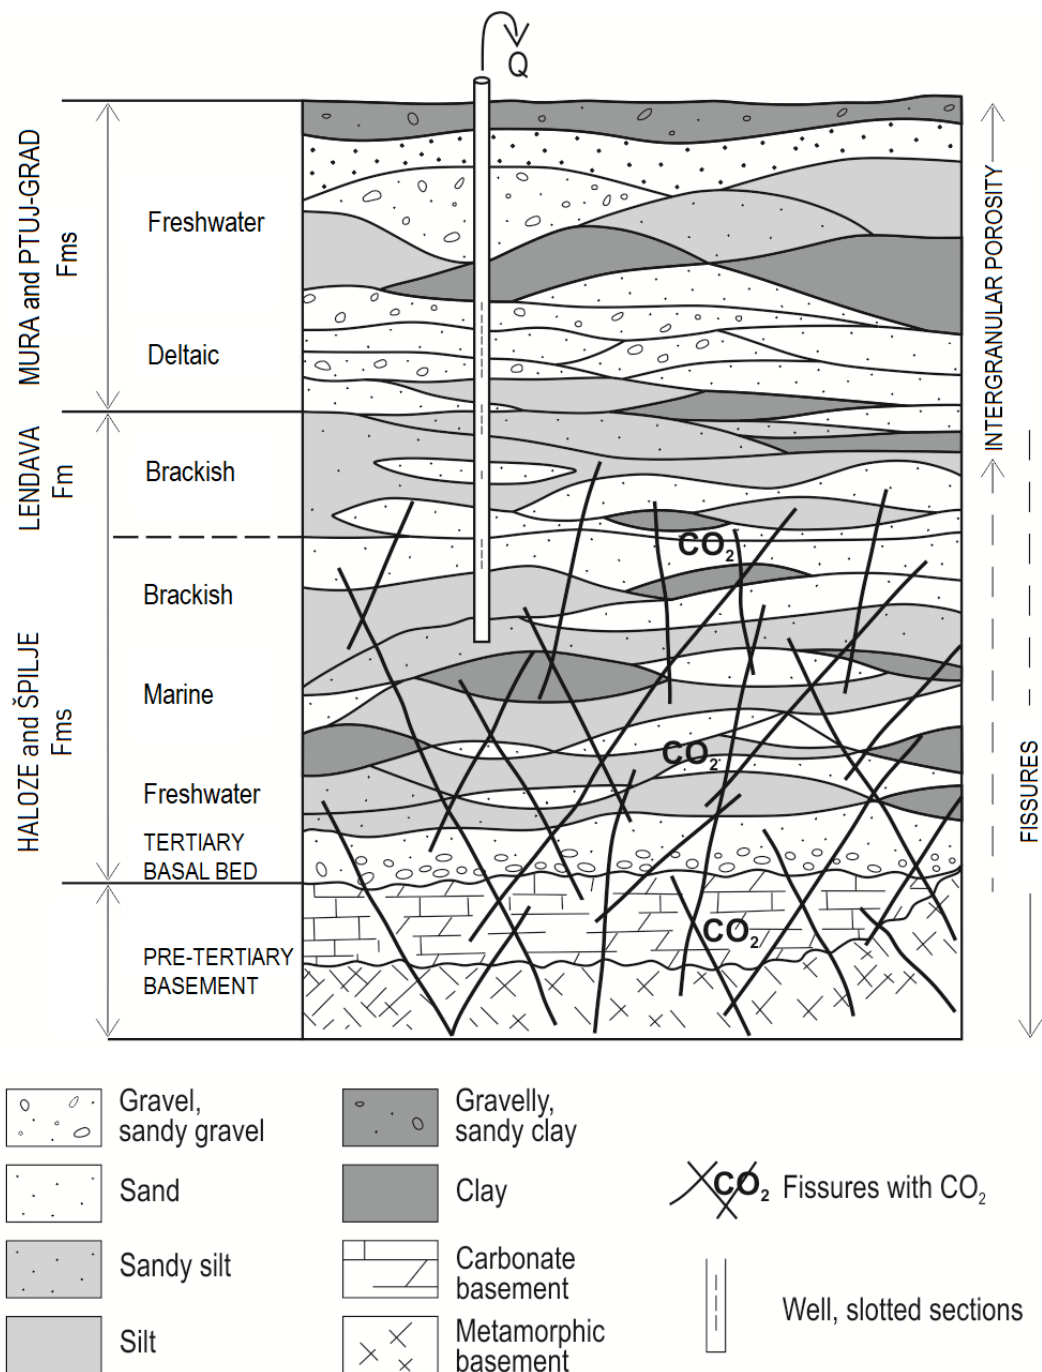 Q
MURA and PTUJ-GRAD
Fms
Freshwater
Deltaic
LENDAVA
Fm
Brackish
HALOZE and ŠPILJE
Fms
Brackish
Marine
Freshwater
TERTIARY
BASAL BED
PRE-TERTIARY
BASEMENT
CO2
CO2
CO2
INTERGRANULAR POROSITY
FISSURES
Gravel,
sandy gravel
Sand
Sandy silt
Silt
Gravelly,
sandy clay
Clay
Carbonate
basement
Metamorphic
basement
CO2 Fissures with CO2
Well, slotted sections